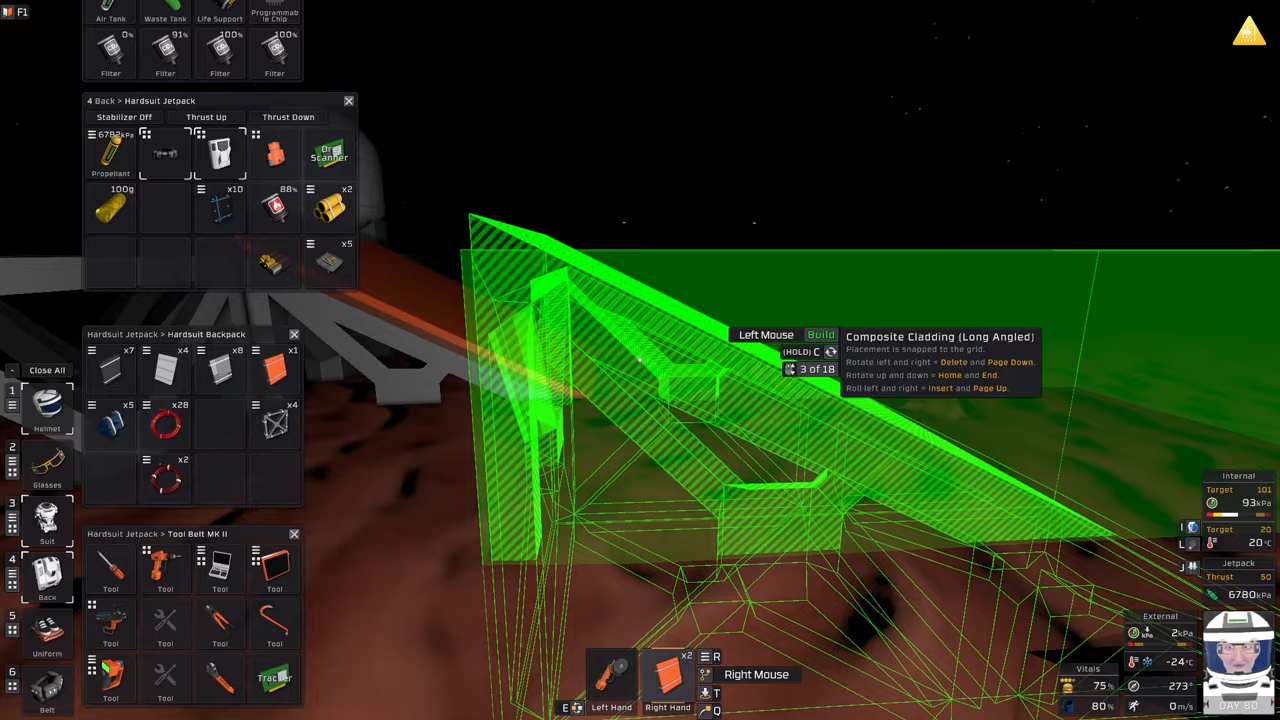 F1
Air Tank
Waste Tank
Life Support
Programmab
le Chip
0%
91%
100%
100%
Filter
Filter
Filter
Filter
4 Back > Hardsuit Jetpack
Stabilizer Off
Thrust Up
Thrust Down
6782kPa
Propellant
Ore
Scanner
100g
x10
88%
x2
x5
Hardsuit Jetpack > Hardsuit Backpack
x7
x4
x8
x1
x5
x28
x4
x2
Close All
1
Helmet
2
Glasses
3
Suit
4
Back
5
Uniform
6
Belt
Hardsuit Jetpack > Tool Belt MK II
Tool
Tool
Tool
Tool
Tool
Tool
Tool
Tool
Tool
Tool
Tool
Tracker
Left Mouse
Build
(HOLD) C
3 of 18
Composite Cladding (Long Angled)
Placement is snapped to the grid.
Rotate left and right = Delete and Page Down.
Rotate up and down = Home and End.
Roll left and right = Insert and Page Up.
E
Left Hand
x2
Right Hand
R
Right Mouse
T
Q
Internal
Target 101
93kPa
Target 20
20°C
I
L
J
Jetpack
Thrust 50
6780kPa
External
kPa
2kPa
-24°C
273°
0m/s
Vitals
75%
80%
DAY 80